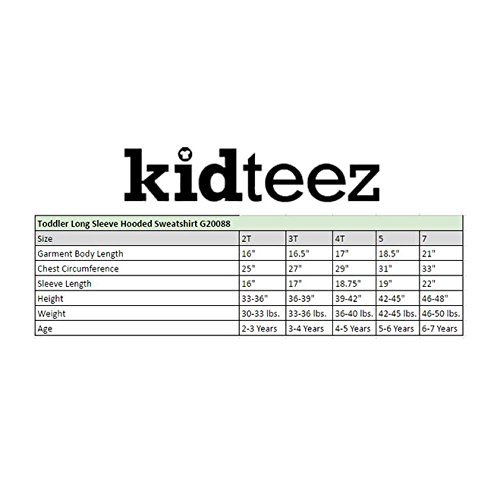 kidteez
Toddler Long Sleeve Hooded Sweatshirt G20088
Size 2T 3T 4T 5 7
Garment Body Length 16" 16.5" 17" 18.5" 21"
Chest Circumference 25" 27" 29" 31" 33"
Sleeve Length 16" 17" 18.75" 19" 22"
Height 33-36" 36-39" 39-42" 42-45" 46-48"
Weight 30-33 lbs. 33-36 lbs. 36-40 lbs. 42-45 lbs. 46-50 lbs.
Age 2-3 Years 3-4 Years 4-5 Years 5-6 Years 6-7 Years